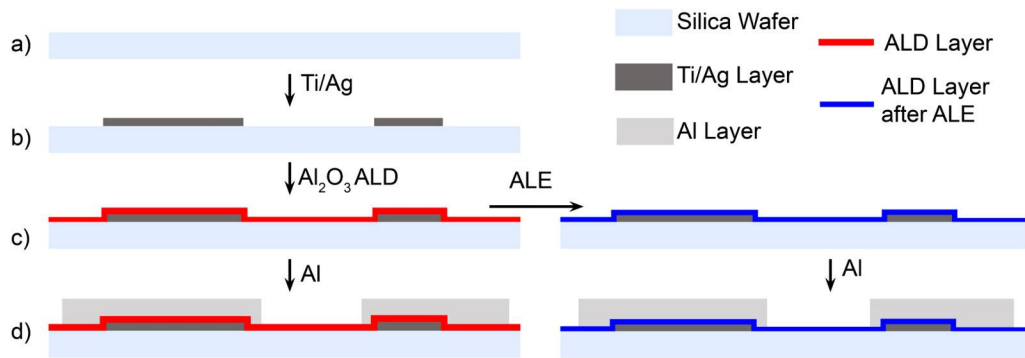 a)
Silica Wafer
ALD Layer
Ti/Ag
Ti/Ag Layer
ALD Layer
after ALE
b)
Al Layer
Al₂O₃ ALD
ALE
c)
Al
Al
d)